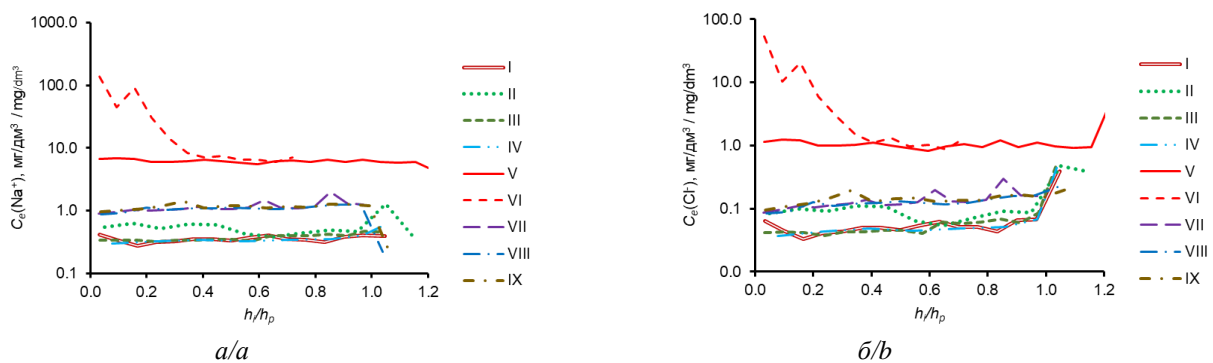 1000.0
100.0
10.0
1.0
0.1
0.0 0.2 0.4 0.6 0.8 1.0 1.2
Cₑ(Na⁺), мг/дм³ / mg/dm³
hᵢ/hₚ
I
II
III
IV
V
VI
VII
VIII
IX
а/a
100.0
10.0
1.0
0.1
0.0
0.0 0.2 0.4 0.6 0.8 1.0 1.2
Cₑ(Cl⁻), мг/дм³ / mg/dm³
hᵢ/hₚ
I
II
III
IV
V
VI
VII
VIII
IX
б/b